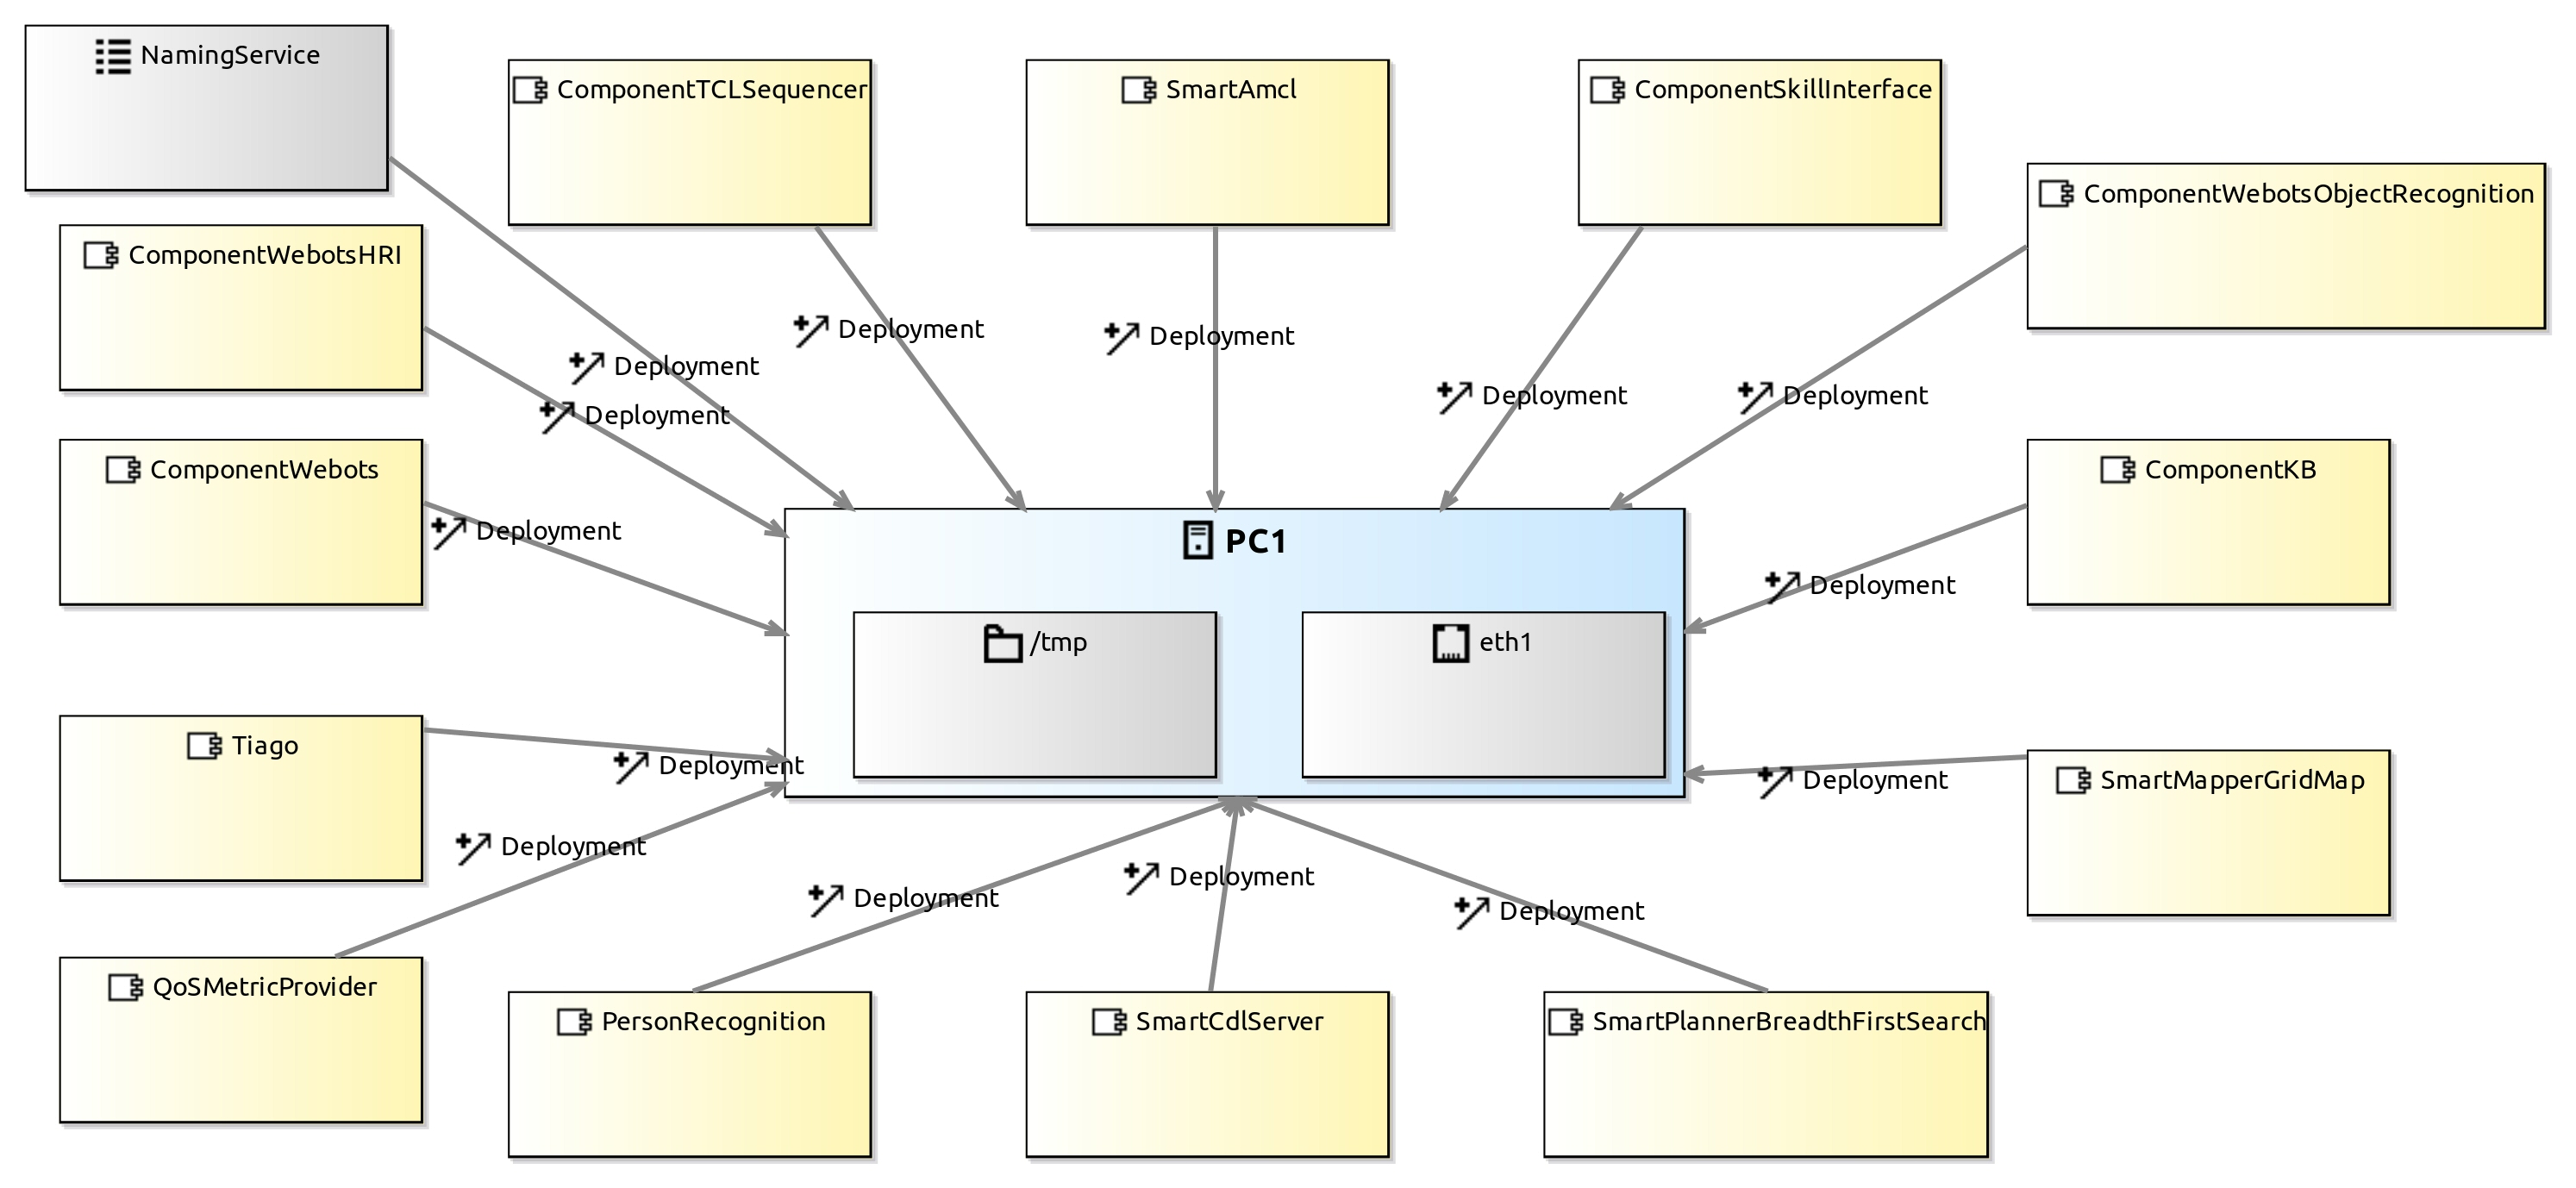 NamingService
ComponentTCLSequencer
SmartAmcl
ComponentSkillInterface
ComponentWebotsObjectRecognition
ComponentWebotsHRI
Deployment
Deployment
Deployment
Deployment
Deployment
Deployment
ComponentWebots
ComponentKB
Deployment
PC1
Deployment
/tmp
eth1
Tiago
Deployment
Deployment
SmartMapperGridMap
Deployment
Deployment
Deployment
Deployment
QoSMetricProvider
PersonRecognition
SmartCdlServer
SmartPlannerBreadthFirstSearch